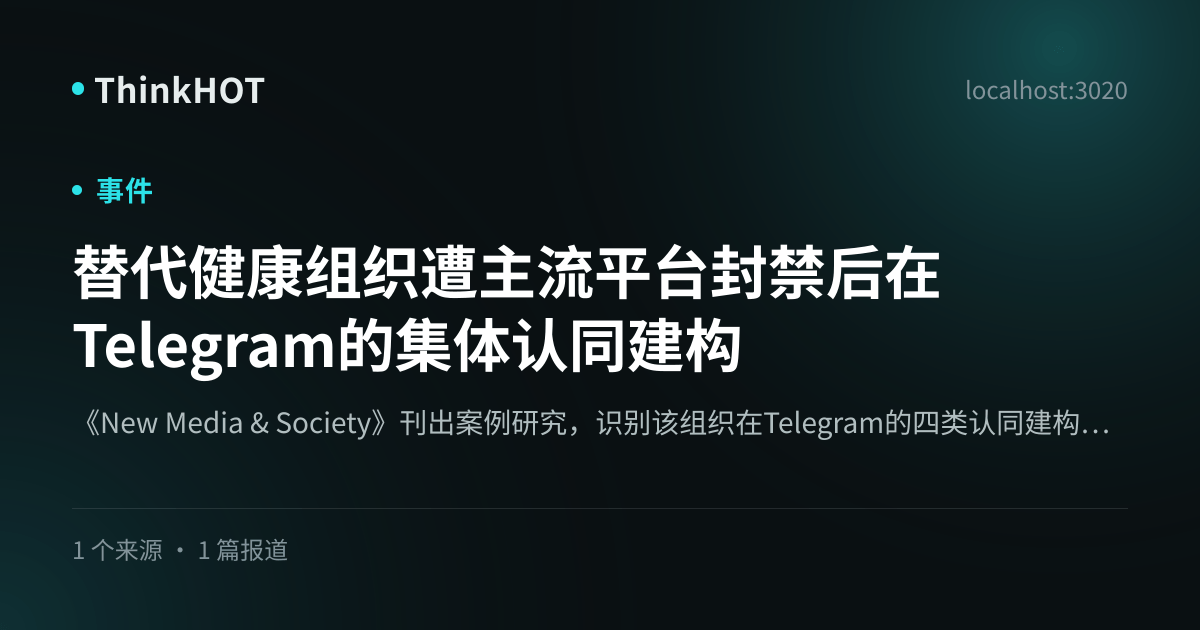 ThinkHOT
localhost:3020
事件
替代健康组织遭主流平台封禁后在
Telegram的集体认同建构
《New Media & Society》刊出案例研究，识别该组织在Telegram的四类认同建构…
1 个来源 · 1 篇报道